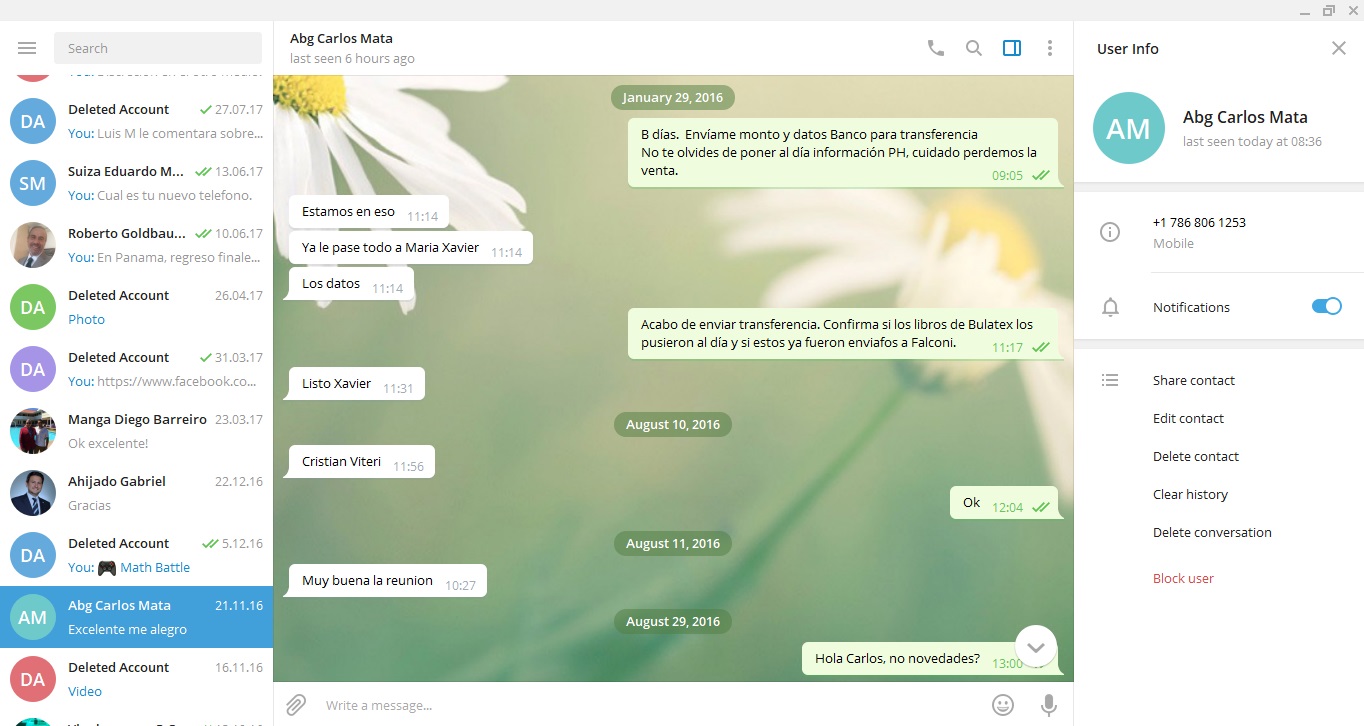 Search
You: Discreción en el otro medio.
Deleted Account 27.07.17
You: Luis M le comentara sobre...
Suiza Eduardo M... 13.06.17
You: Cual es tu nuevo telefono.
Roberto Goldbau... 10.06.17
You: En Panama, regreso finale...
Deleted Account 26.04.17
Photo
Deleted Account 31.03.17
You: https://www.facebook.co...
Manga Diego Barreiro 23.03.17
Ok excelente!
Ahijado Gabriel 22.12.16
Gracias
Deleted Account 5.12.16
You: 🎮 Math Battle
Abg Carlos Mata 21.11.16
Excelente me alegro
Deleted Account 16.11.16
Video
DA
SM
DA
DA
DA
AM
DA
Abg Carlos Mata
last seen 6 hours ago
January 29, 2016
B días.  Envíame monto y datos Banco para transferencia
No te olvides de poner al día información PH, cuidado perdemos la
venta. 09:05
Estamos en eso 11:14
Ya le pase todo a Maria Xavier 11:14
Los datos 11:14
Acabo de enviar transferencia. Confirma si los libros de Bulatex los
pusieron al día y si estos ya fueron enviafos a Falconi. 11:17
Listo Xavier 11:31
August 10, 2016
Cristian Viteri 11:56
Ok 12:04
August 11, 2016
Muy buena la reunion 10:27
August 29, 2016
Hola Carlos, no novedades? 13:00
Write a message...
User Info
AM
Abg Carlos Mata
last seen today at 08:36
+1 786 806 1253
Mobile
Notifications
Share contact
Edit contact
Delete contact
Clear history
Delete conversation
Block user